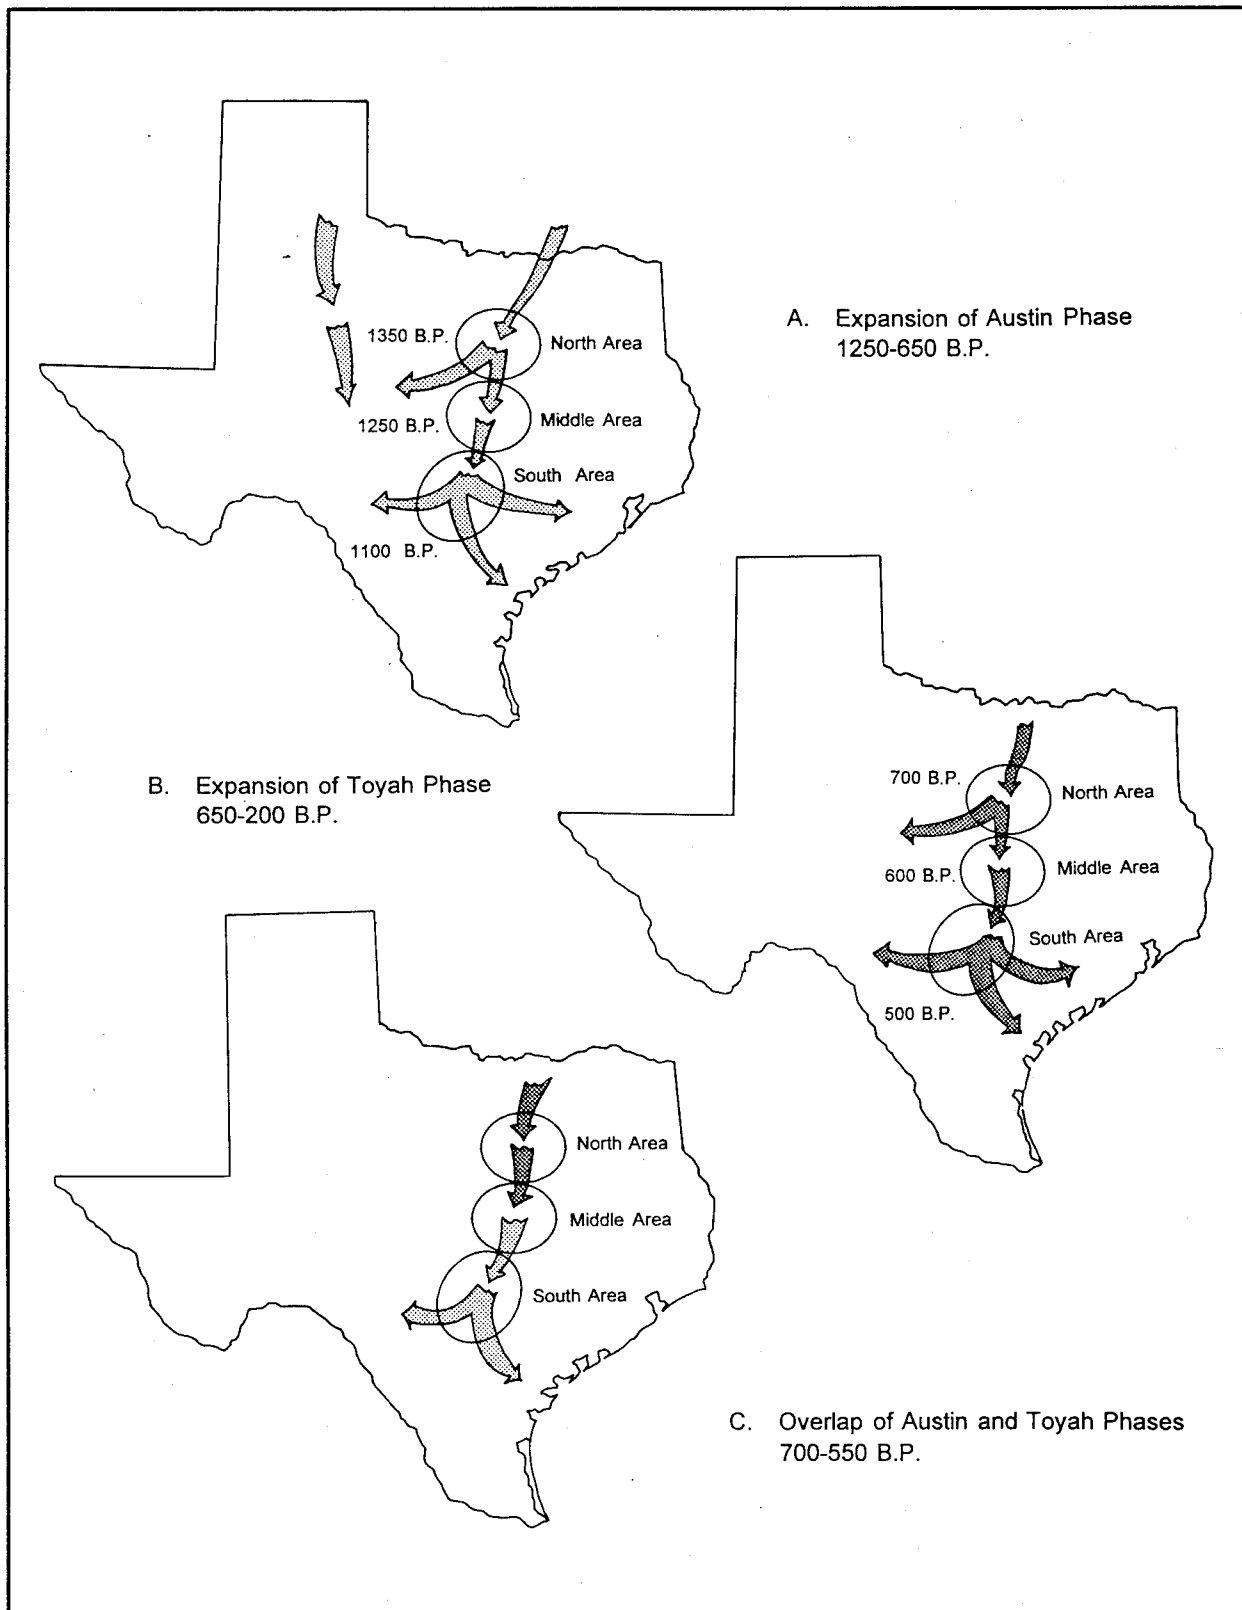 A. Expansion of Austin Phase
1250-650 B.P.
1350 B.P.
North Area
1250 B.P.
Middle Area
South Area
1100 B.P.
B. Expansion of Toyah Phase
650-200 B.P.
700 B.P.
North Area
600 B.P.
Middle Area
South Area
500 B.P.
North Area
Middle Area
South Area
C. Overlap of Austin and Toyah Phases
700-550 B.P.